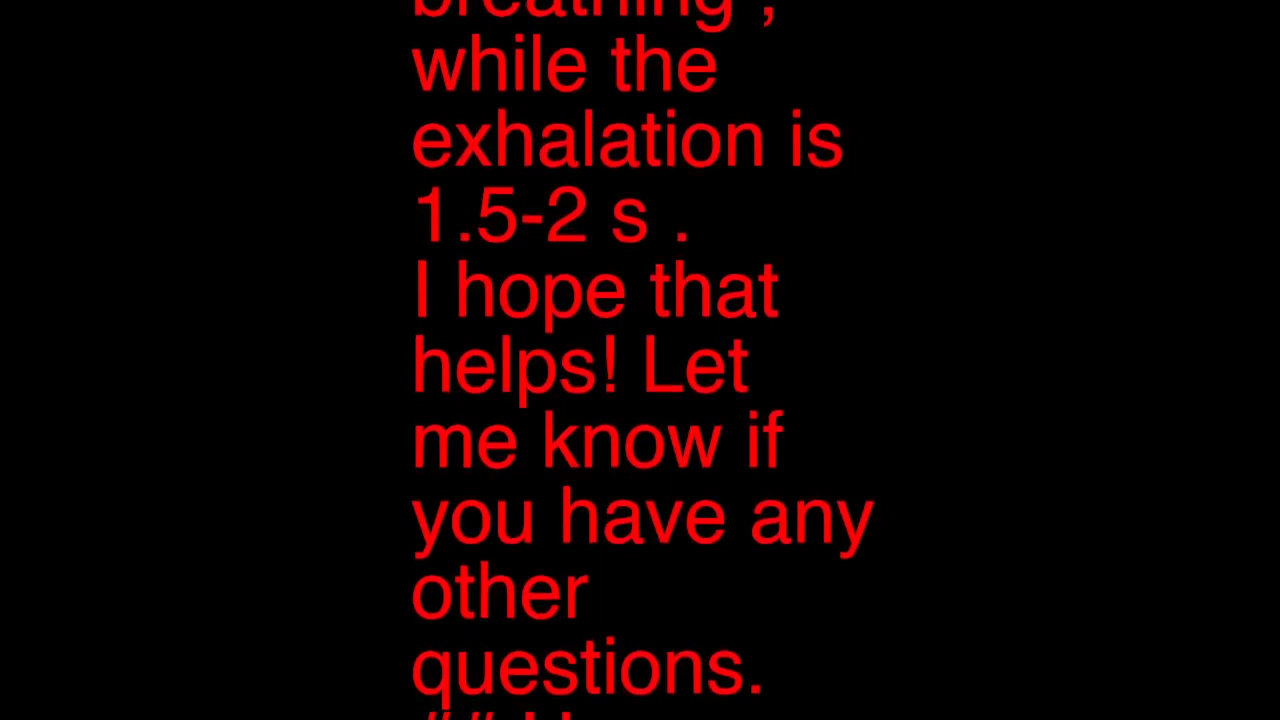 breathing ,
while the
exhalation is
1.5-2 s .
I hope that
helps! Let
me know if
you have any
other
questions.